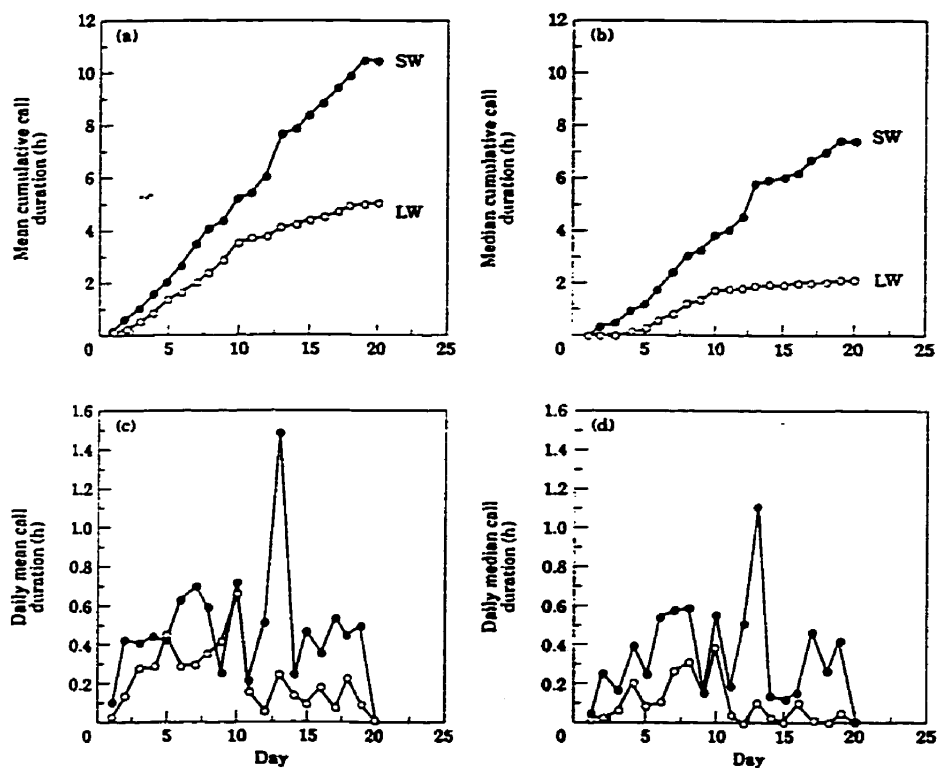 (a)
Mean cumulative call
duration (h)
12
10
8
6
4
2
0
5
10
15
20
25
SW
LW
(b)
Median cumulative call
duration (h)
12
10
8
6
4
2
0
5
10
15
20
25
SW
LW
(c)
Daily mean call
duration (h)
1.6
1.4
1.2
1.0
0.8
0.6
0.4
0.2
0
5
10
15
20
25
Day
(d)
Daily median call
duration (h)
1.6
1.4
1.2
1.0
0.8
0.6
0.4
0.2
0
5
10
15
20
25
Day